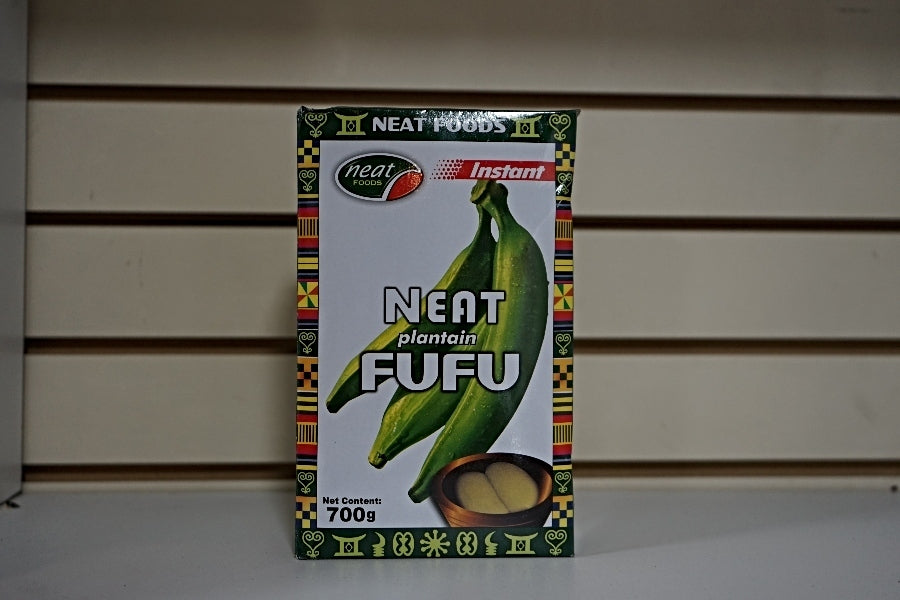 NEAT FOODS
neat
FOODS
Instant
NEAT
plantain
FUFU
Net Content:
700g